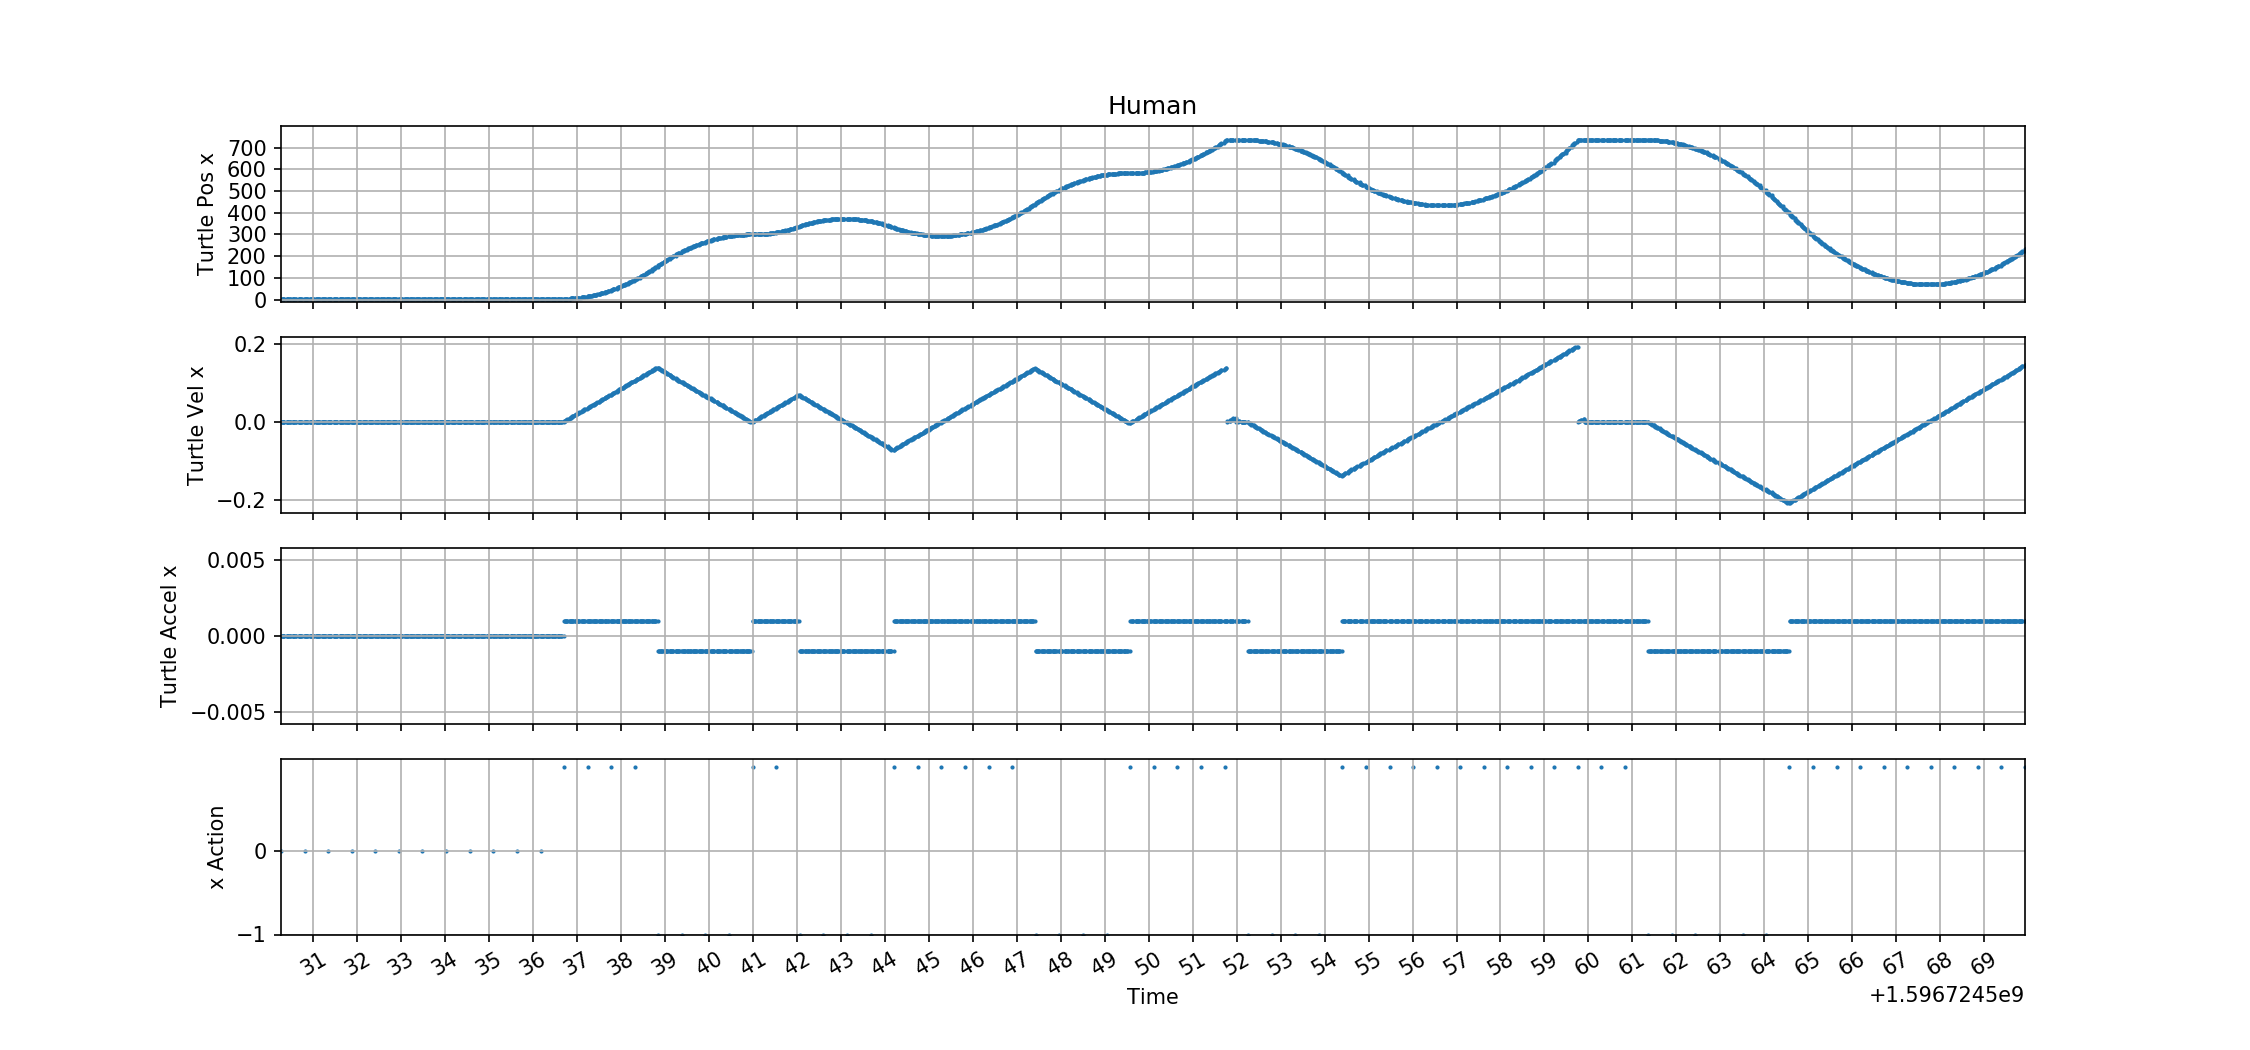 Human
Turtle Pos x
700
600
500
400
300
200
100
0
Turtle Vel x
0.2
0.0
−0.2
Turtle Accel x
0.005
0.000
−0.005
x Action
0
−1
31 32 33 34 35 36 37 38 39 40 41 42 43 44 45 46 47 48 49 50 51 52 53 54 55 56 57 58 59 60 61 62 63 64 65 66 67 68 69
Time
+1.5967245e9